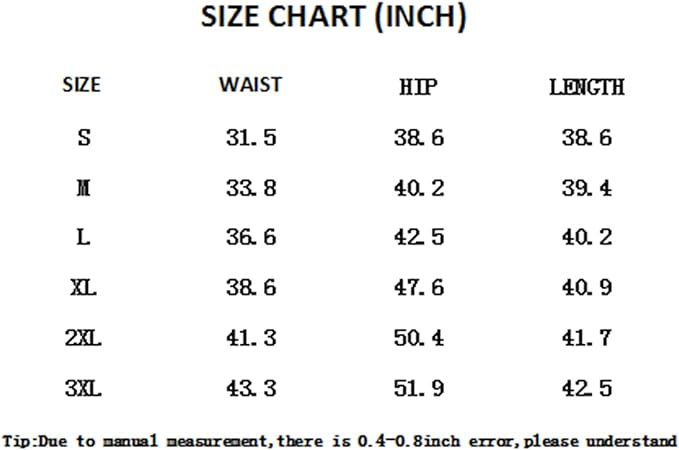 SIZE CHART (INCH)
SIZE WAIST HIP LENGTH
S 31.5 38.6 38.6
M 33.8 40.2 39.4
L 36.6 42.5 40.2
XL 38.6 47.6 40.9
2XL 41.3 50.4 41.7
3XL 43.3 51.9 42.5
Tip:Due to manual measurement,there is 0.4-0.8inch error,please understand